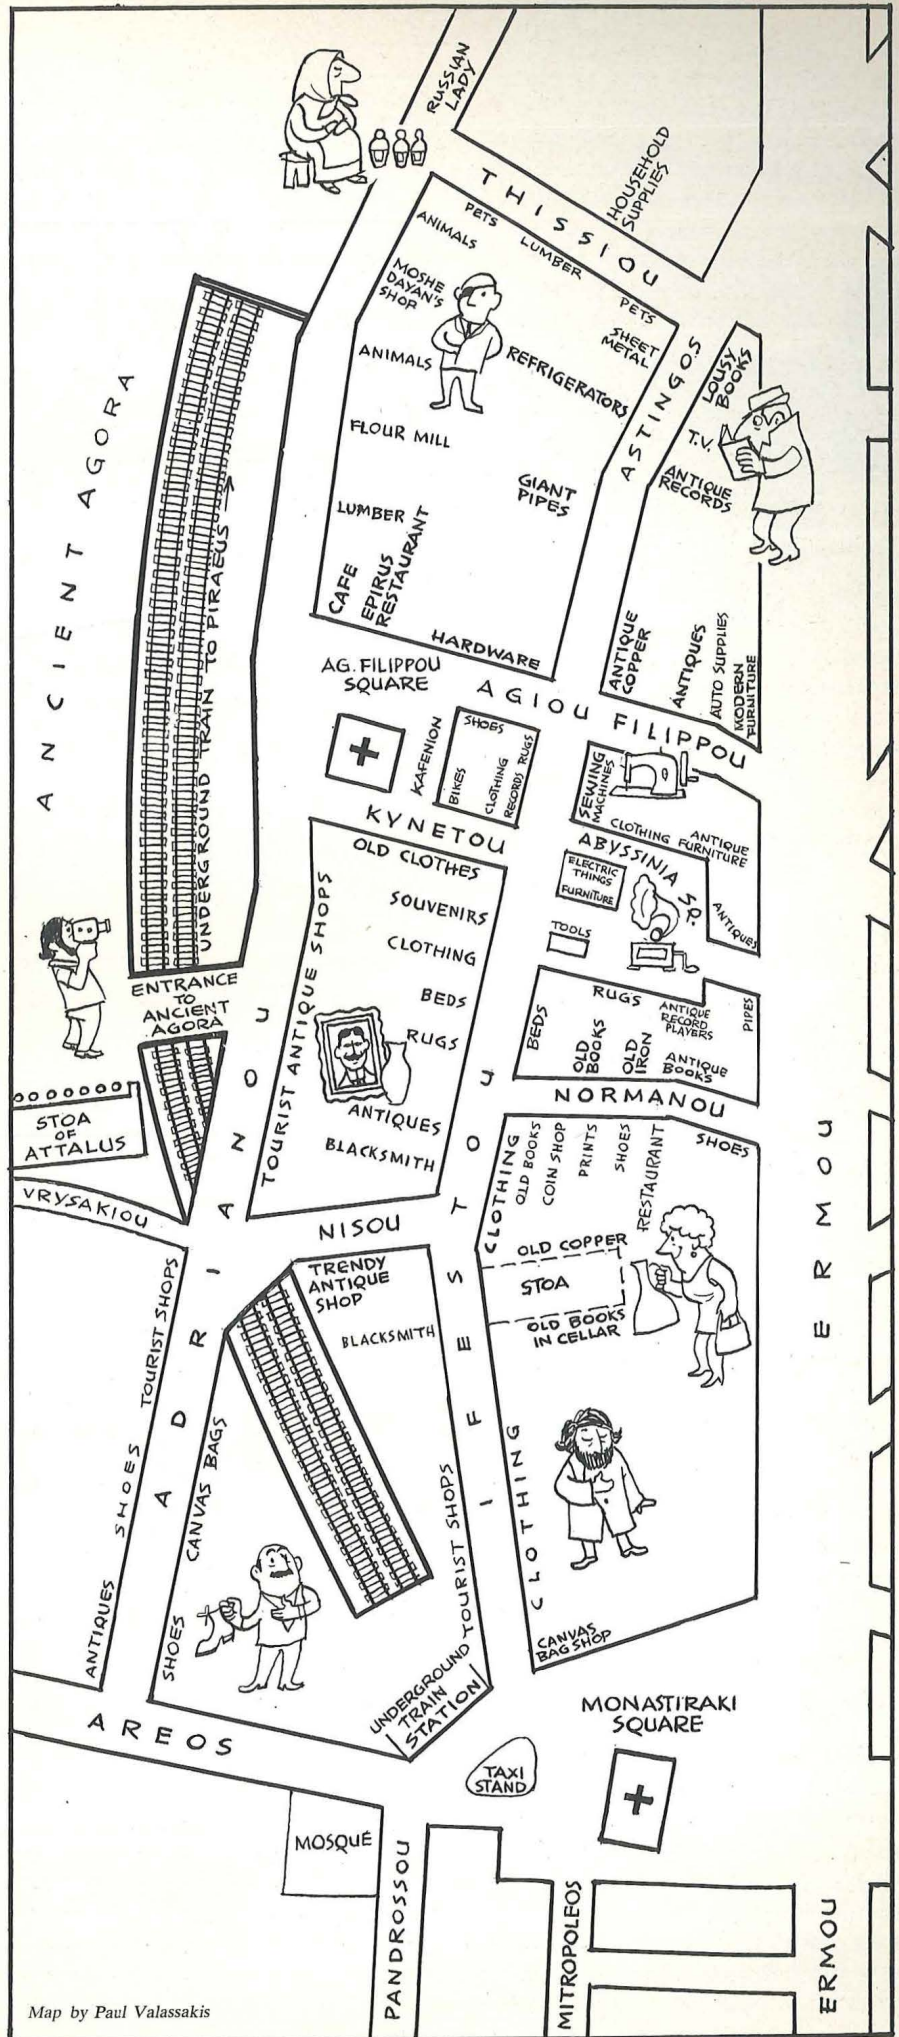 RUSSIAN
LADY
THISSIOU
HOUSEHOLD
SUPPLIES
PETS
ANIMALS
LUMBER
MOSHE
DAYAN'S
SHOP
PETS
SHEET
METAL
ANIMALS
REFRIGERATORS
FLOUR MILL
GIANT
PIPES
LUMBER
CAFE
EPIRUS
RESTAURANT
HARDWARE
ASTINGOS
LOUSY
BOOKS
T.V.
ANTIQUE
RECORDS
ANTIQUE
COPPER
ANTIQUES
AUTO SUPPLIES
MODERN
FURNITURE
ANCIENT AGORA
UNDERGROUND TRAIN TO PIRAEUS →
AG. FILIPPOU
SQUARE
AGIOU FILIPPOU
KAFENION
SHOES
BIKES
CLOTHING
RECORDS RUGS
SEWING
MACHINES
CLOTHING
ANTIQUE
FURNITURE
ANTIQUES
KYNETOU
ABYSSINIA SQ.
ELECTRIC
THINGS
FURNITURE
TOOLS
OLD CLOTHES
SOUVENIRS
CLOTHING
BEDS
RUGS
ANTIQUES
BLACKSMITH
TOURIST ANTIQUE SHOPS
ENTRANCE
TO
ANCIENT
AGORA
RUGS
BEDS
OLD
BOOKS
OLD
IRON
ANTIQUE
RECORD
PLAYERS
ANTIQUE
BOOKS
PIPES
NORMANOU
STOA
OF
ATTALUS
VRYSAKIOU
NISOU
ADRIANOU
IFESTOU
ERMOU
CLOTHING
OLD BOOKS
COIN SHOP
PRINTS
SHOES
RESTAURANT
SHOES
OLD COPPER
STOA
OLD BOOKS
IN CELLAR
TRENDY
ANTIQUE
SHOP
BLACKSMITH
TOURIST SHOPS
SHOES
ANTIQUES
CANVAS BAGS
SHOES
TOURIST SHOPS
CLOTHING
CANVAS
BAG SHOP
UNDERGROUND
TRAIN
STATION
AREOS
MONASTIRAKI
SQUARE
TAXI
STAND
MOSQUE
PANDROSSOU
MITROPOLEOS
ERMOU
Map by Paul Valassakis